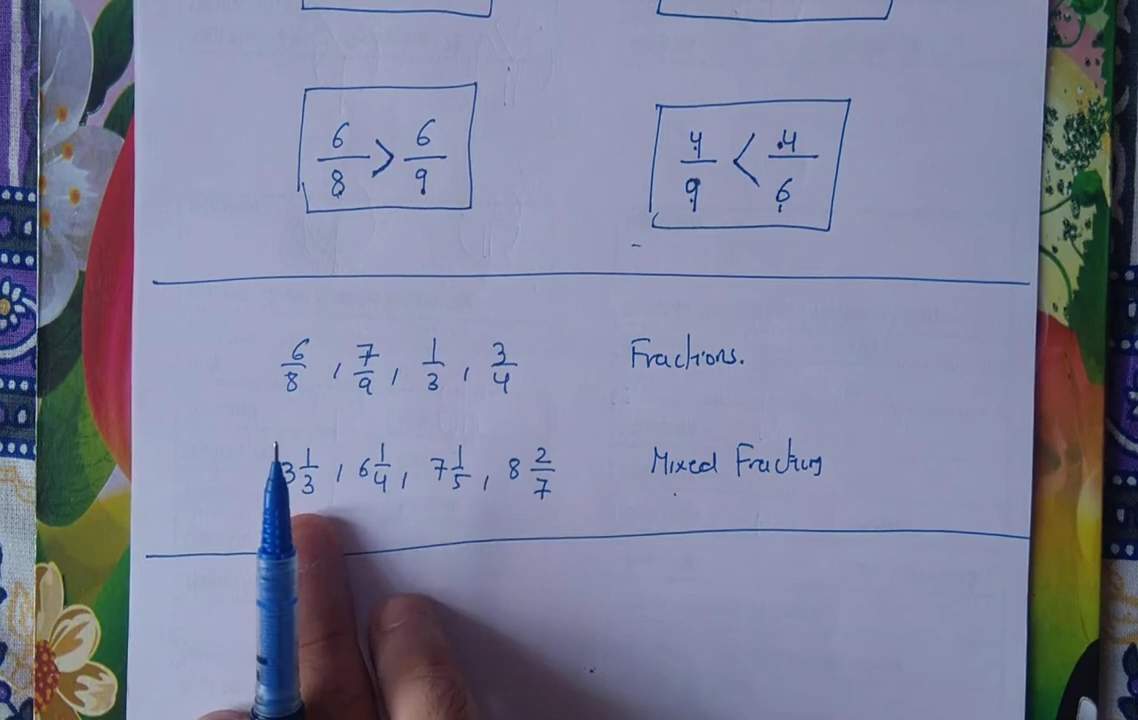 6/8 > 6/9
4/9 < 4/6
6/8 , 7/9 , 1/3 , 3/4 Fractions.
3 1/3 , 6 1/4 , 7 1/5 , 8 2/7 Mixed Fractions